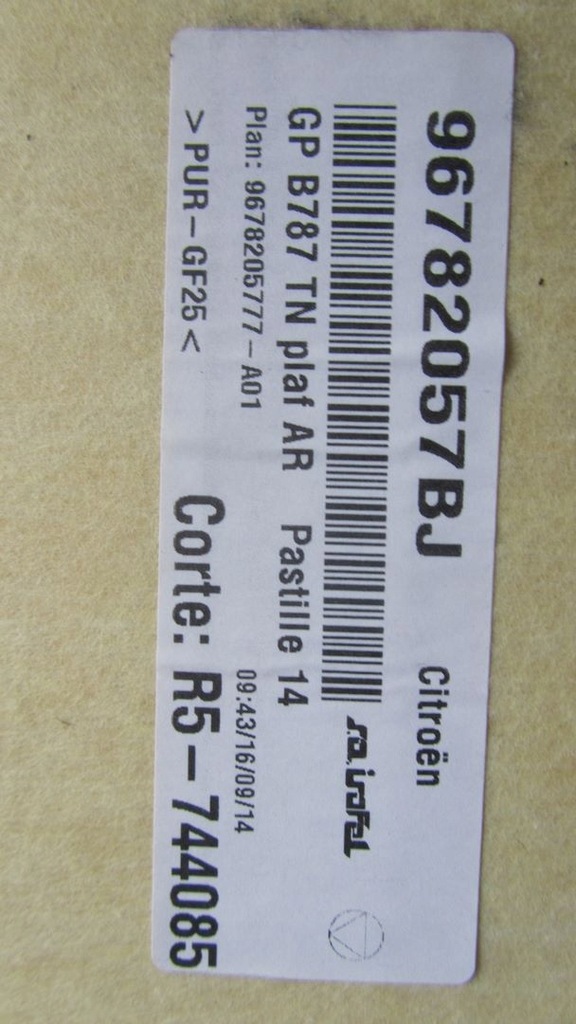 96782057BJ Citroën
GP B787 TN plaf AR Pastille 14
Plan: 9678205777-A01 09:43/16/09/14
>PUR-GF25< Corte: R5-744085